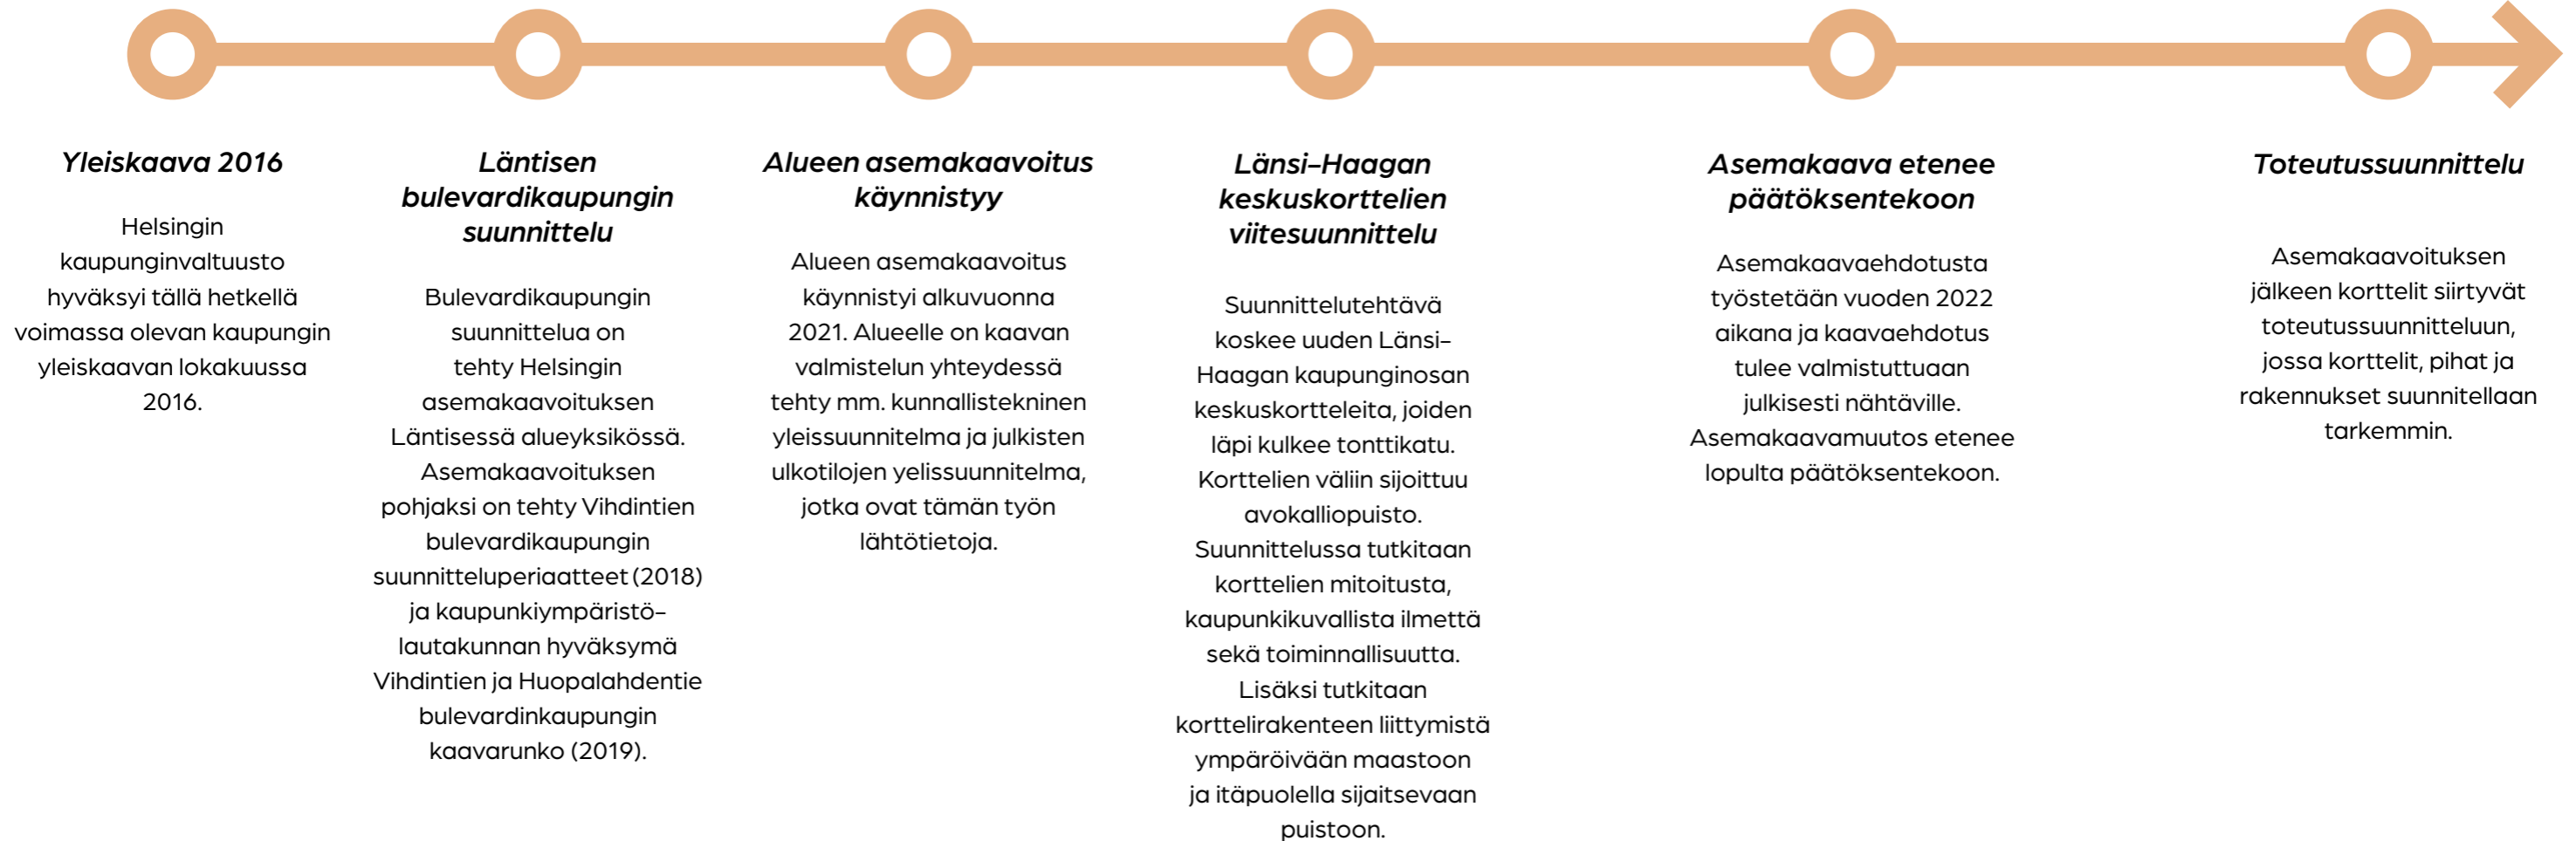 Yleiskaava 2016
Helsingin
kaupunginvaltuusto
hyväksyi tällä hetkellä
voimassa olevan kaupungin
yleiskaavan lokakuussa
2016.
Läntisen
bulevardikaupungin
suunnittelu
Bulevardikaupungin
suunnittelua on
tehty Helsingin
asemakaavoituksen
Läntisessä alueyksikössä.
Asemakaavoituksen
pohjaksi on tehty Vihdintien
bulevardikaupungin
suunnitteluperiaatteet (2018)
ja kaupunkiympäristö-
lautakunnan hyväksymä
Vihdintien ja Huopalahdentie
bulevardinkaupungin
kaavarunko (2019).
Alueen asemakaavoitus
käynnistyy
Alueen asemakaavoitus
käynnistyi alkuvuonna
2021. Alueelle on kaavan
valmistelun yhteydessä
tehty mm. kunnallistekninen
yleissuunnitelma ja julkisten
ulkotilojen yelissuunnitelma,
jotka ovat tämän työn
lähtötietoja.
Länsi-Haagan
keskuskorttelien
viitesuunnittelu
Suunnittelutehtävä
koskee uuden Länsi-
Haagan kaupunginosan
keskuskortteleita, joiden
läpi kulkee tonttikatu.
Korttelien väliin sijoittuu
avokalliopuisto.
Suunnittelussa tutkitaan
korttelien mitoitusta,
kaupunkikuvallista ilmettä
sekä toiminnallisuutta.
Lisäksi tutkitaan
korttelirakenteen liittymistä
ympäröivään maastoon
ja itäpuolella sijaitsevaan
puistoon.
Asemakaava etenee
päätöksentekoon
Asemakaavaehdotusta
työstetään vuoden 2022
aikana ja kaavaehdotus
tulee valmistuttuaan
julkisesti nähtäville.
Asemakaavamuutos etenee
lopulta päätöksentekoon.
Toteutussuunnittelu
Asemakaavoituksen
jälkeen korttelit siirtyvät
toteutussuunnitteluun,
jossa korttelit, pihat ja
rakennukset suunnitellaan
tarkemmin.